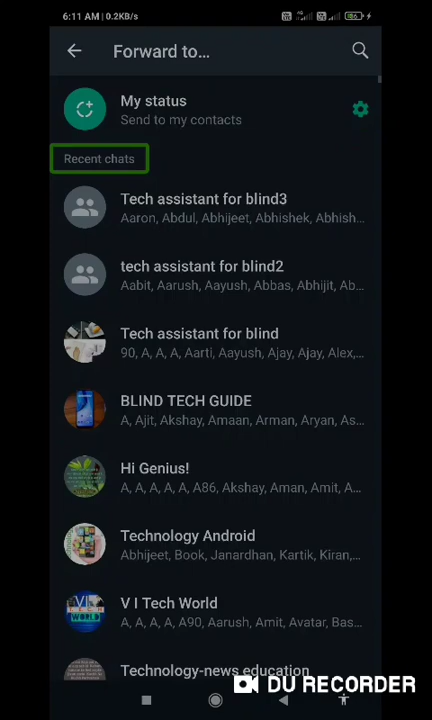 6:11 AM | 0.2KB/s
Forward to...
My status
Send to my contacts
Recent chats
Tech assistant for blind3
Aaron, Abdul, Abhijeet, Abhishek, Abhish...
tech assistant for blind2
Aabit, Aarush, Aayush, Abbas, Abhijit, Ab...
Tech assistant for blind
90, A, A, A, Aarti, Aayush, Ajay, Ajay, Alex,...
BLIND TECH GUIDE
A, Ajit, Akshay, Amaan, Arman, Aryan, As...
Hi Genius!
A, A, A, A, A, A86, Akshay, Aman, Amit, A...
Technology Android
Abhijeet, Book, Janardhan, Kartik, Kiran,...
V I Tech World
A, A, A, A, A90, Aarush, Amit, Avatar, Bas...
Technology-news education
DU RECORDER